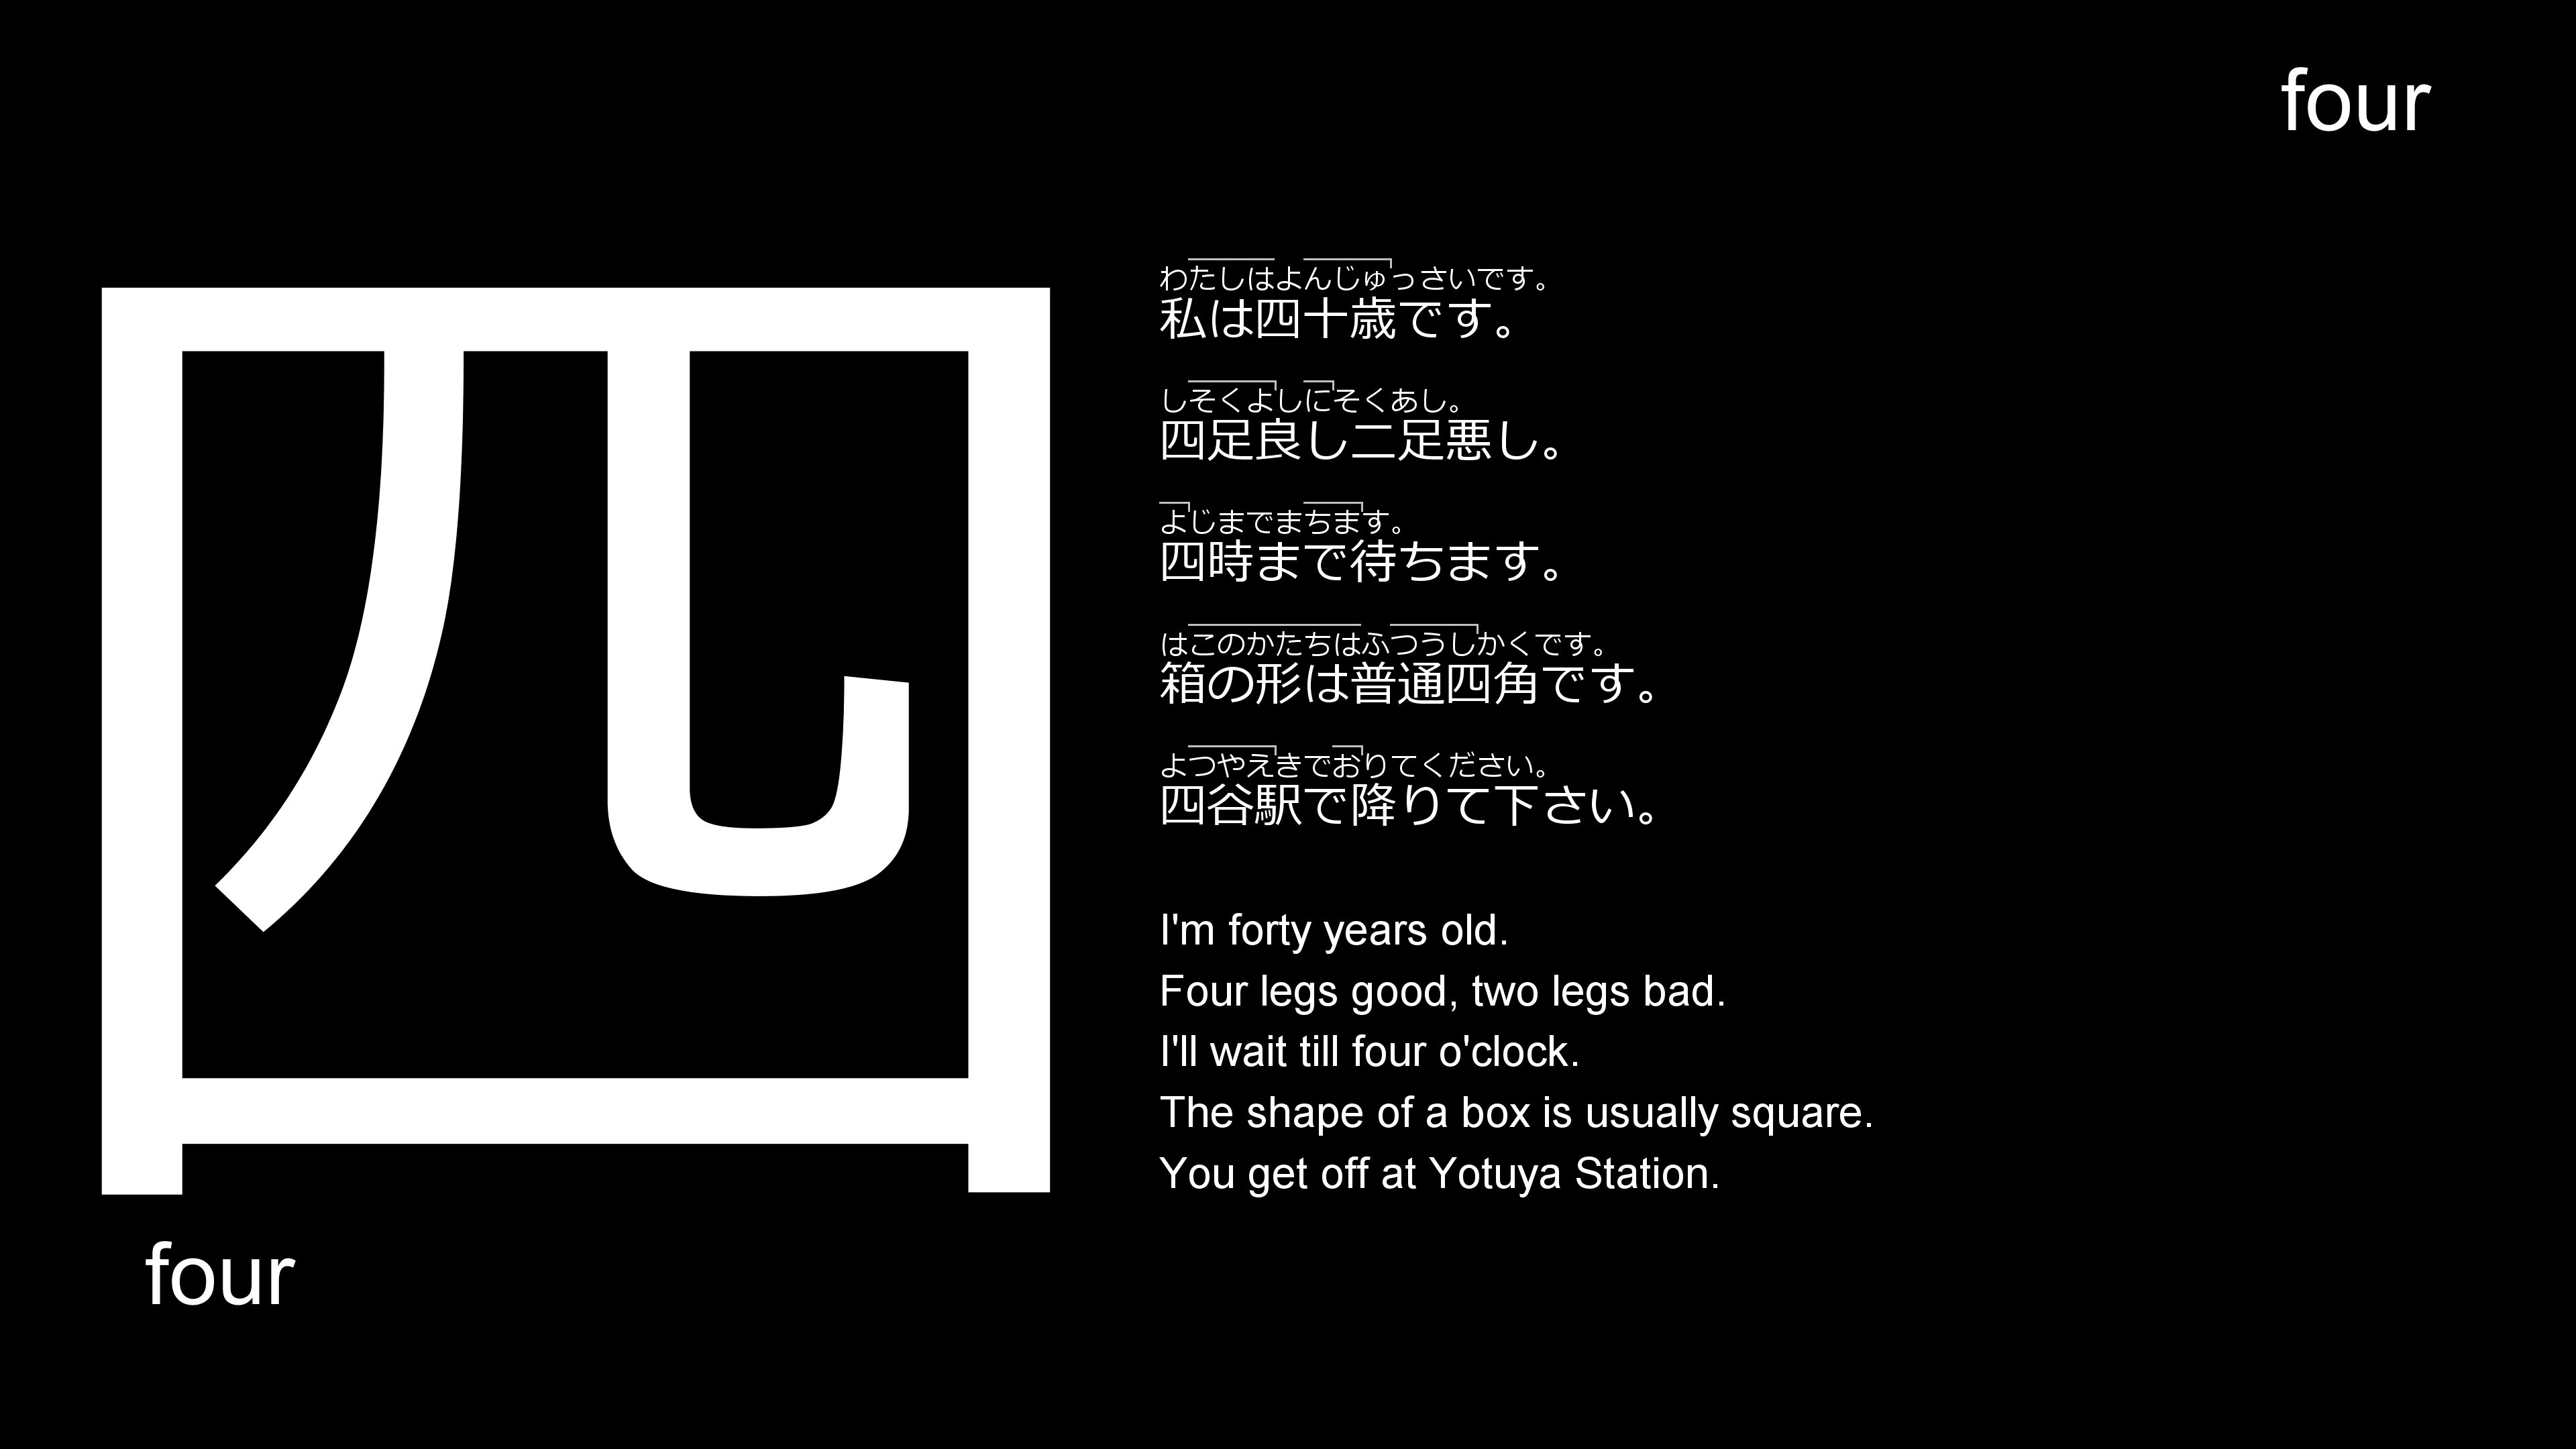 four
四
four
わたしはよんじゅっさいです。
私は四十歳です。
しそくよしにそくあし。
四足良し二足悪し。
よじまでまちます。
四時まで待ちます。
はこのかたちはふつうしかくです。
箱の形は普通四角です。
よつやえきでおりてください。
四谷駅で降りて下さい。
I'm forty years old.
Four legs good, two legs bad.
I'll wait till four o'clock.
The shape of a box is usually square.
You get off at Yotuya Station.